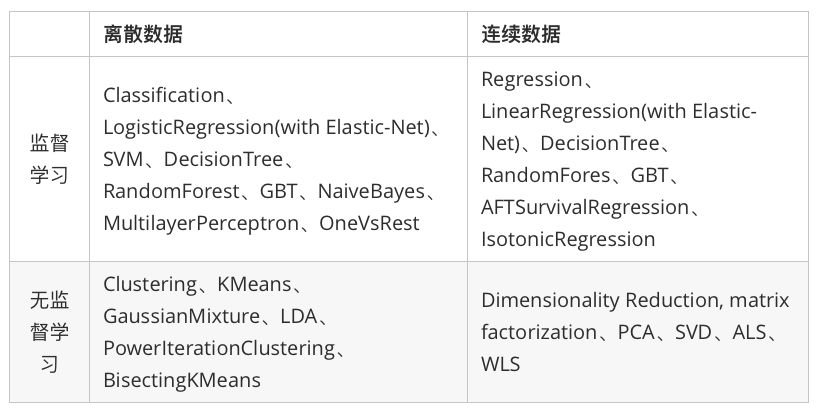 离散数据
连续数据
监督
学习
Classification、
LogisticRegression(with Elastic-Net)、
SVM、DecisionTree、
RandomForest、GBT、NaiveBayes、
MultilayerPerceptron、OneVsRest
Regression、
LinearRegression(with Elastic-
Net)、DecisionTree、
RandomFores、GBT、
AFTSurvivalRegression、
IsotonicRegression
无监
督学
习
Clustering、KMeans、
GaussianMixture、LDA、
PowerIterationClustering、
BisectingKMeans
Dimensionality Reduction, matrix
factorization、PCA、SVD、ALS、
WLS